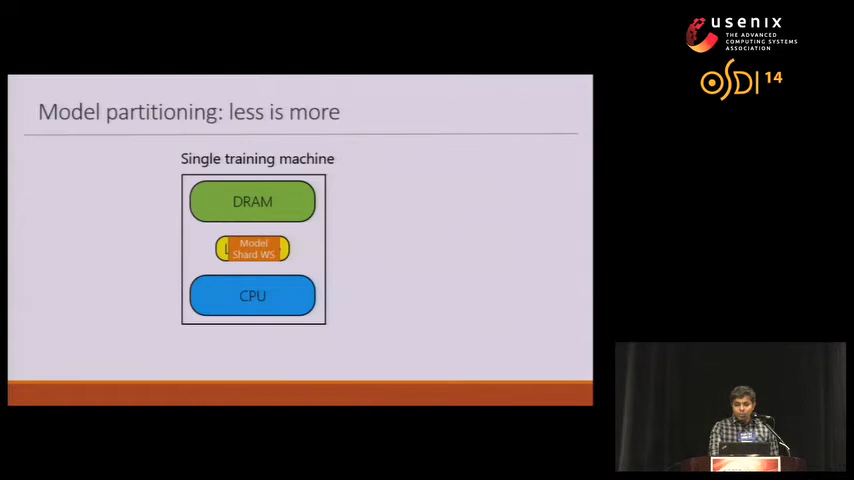 usenix
THE ADVANCED
COMPUTING SYSTEMS
ASSOCIATION
OSDI 14
Model partitioning: less is more
Single training machine
DRAM
Model
Shard WS
CPU